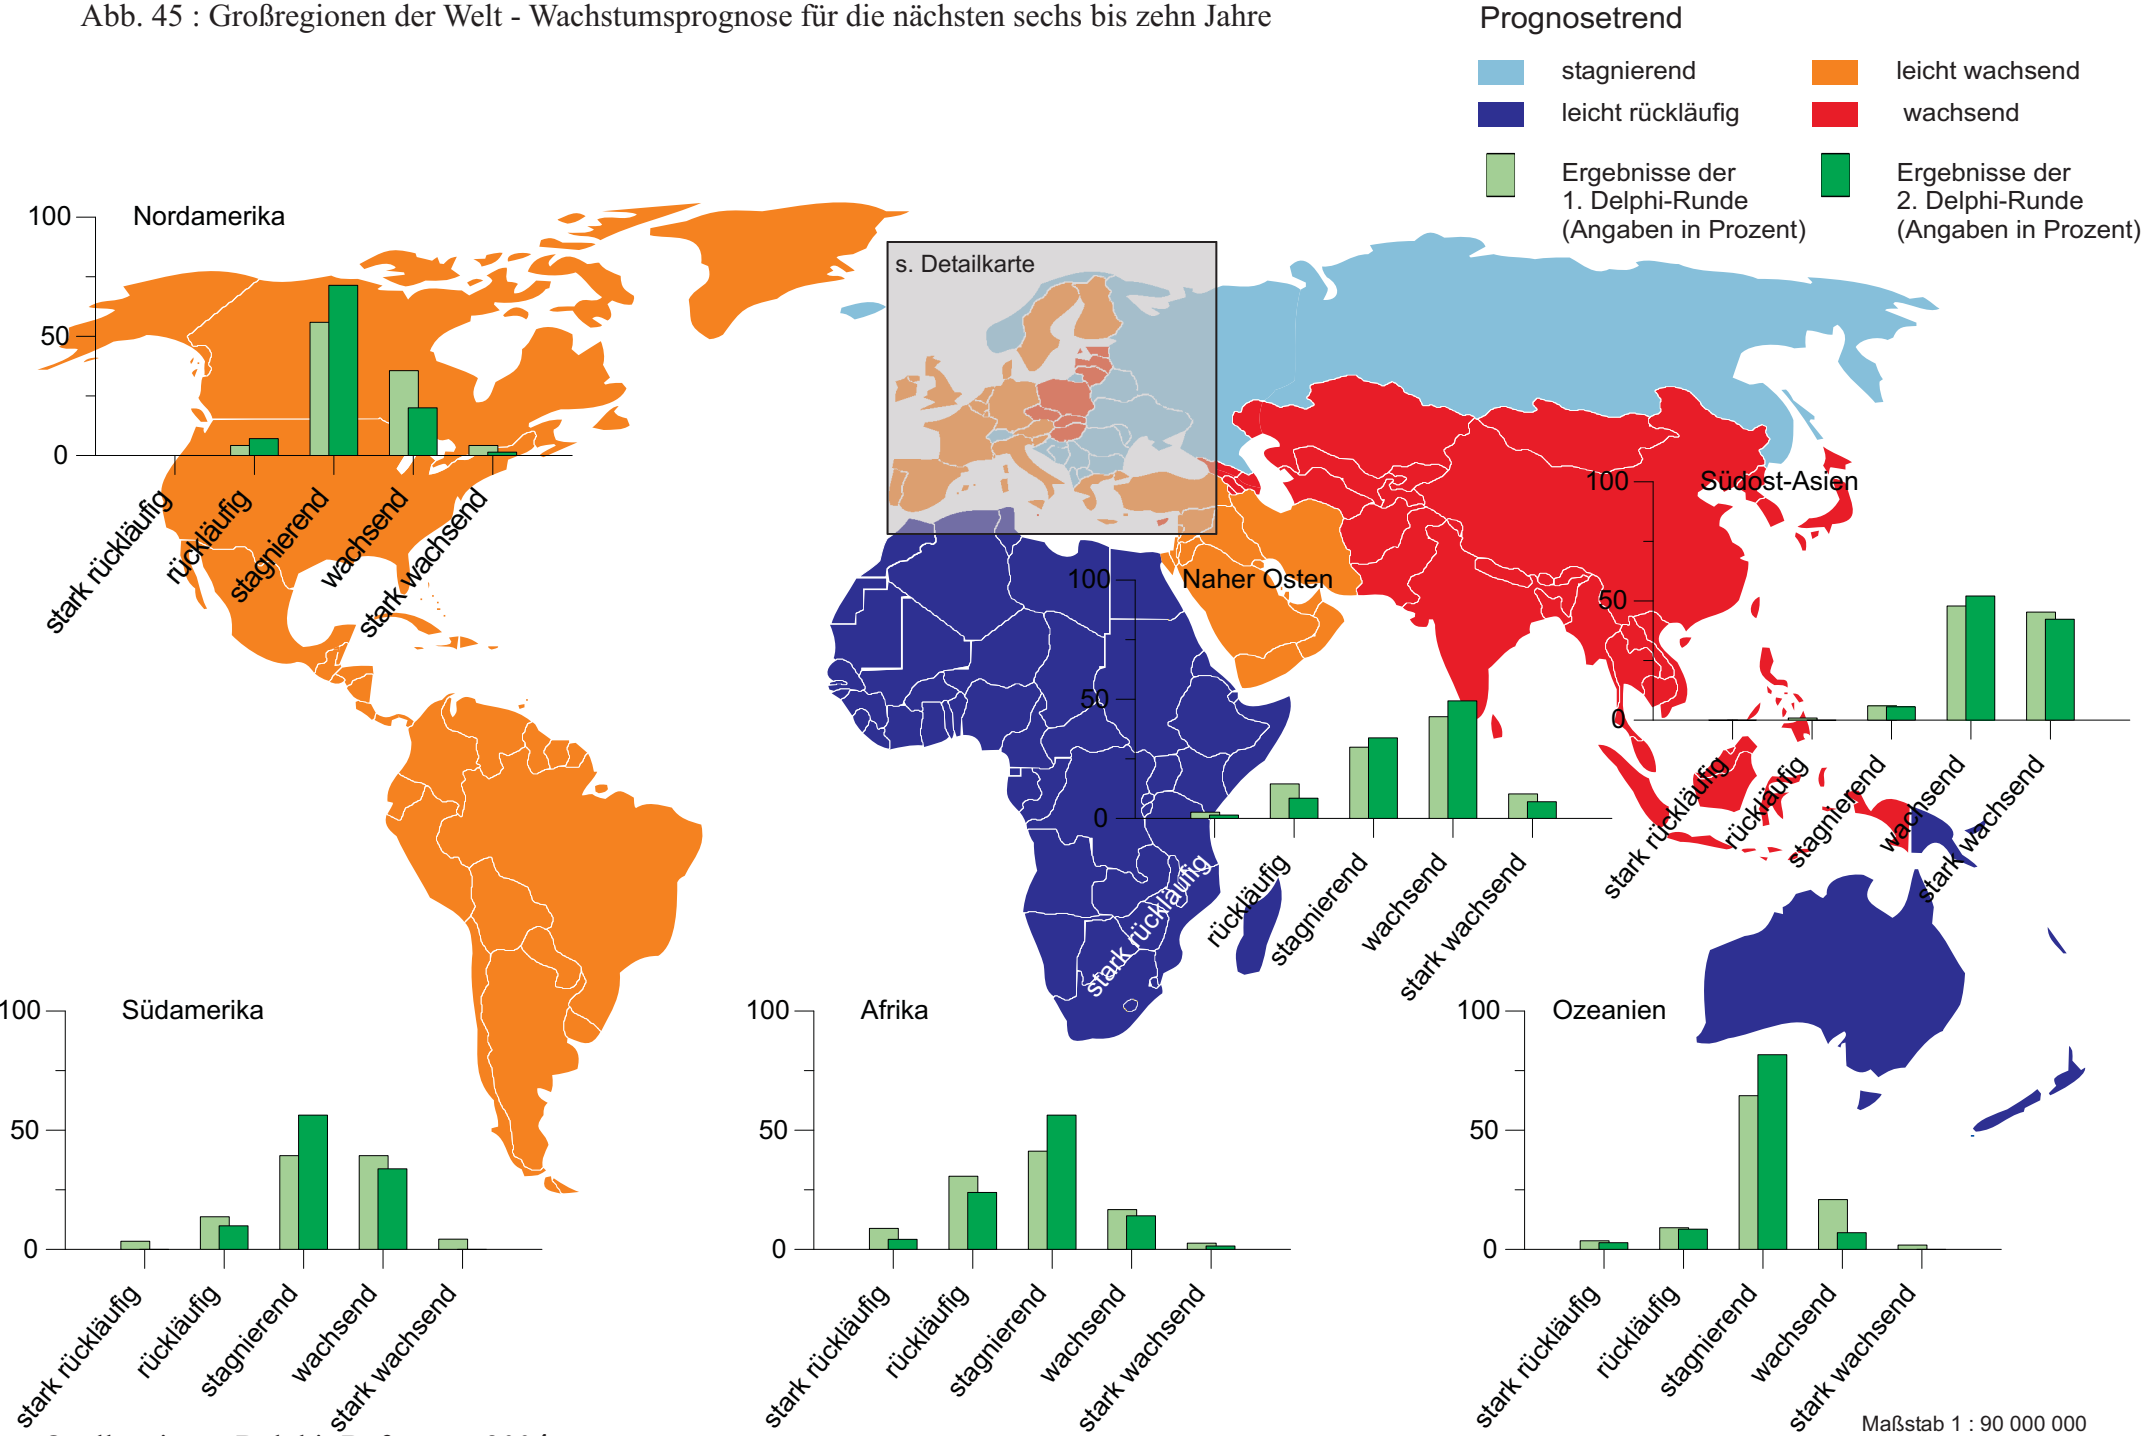 Abb. 45 : Großregionen der Welt - Wachstumsprognose für die nächsten sechs bis zehn Jahre
Prognosetrend
stagnierend
leicht wachsend
leicht rückläufig
wachsend
Ergebnisse der
1. Delphi-Runde
(Angaben in Prozent)
Ergebnisse der
2. Delphi-Runde
(Angaben in Prozent)
s. Detailkarte
Nordamerika
100
50
0
stark rückläufig
rückläufig
stagnierend
wachsend
stark wachsend
Südost-Asien
100
50
0
stark rückläufig
rückläufig
stagnierend
wachsend
stark wachsend
Naher Osten
100
50
0
stark rückläufig
rückläufig
stagnierend
wachsend
stark wachsend
Südamerika
100
50
0
stark rückläufig
rückläufig
stagnierend
wachsend
stark wachsend
Afrika
100
50
0
stark rückläufig
rückläufig
stagnierend
wachsend
stark wachsend
Ozeanien
100
50
0
stark rückläufig
rückläufig
stagnierend
wachsend
stark wachsend
Maßstab 1 : 90 000 000